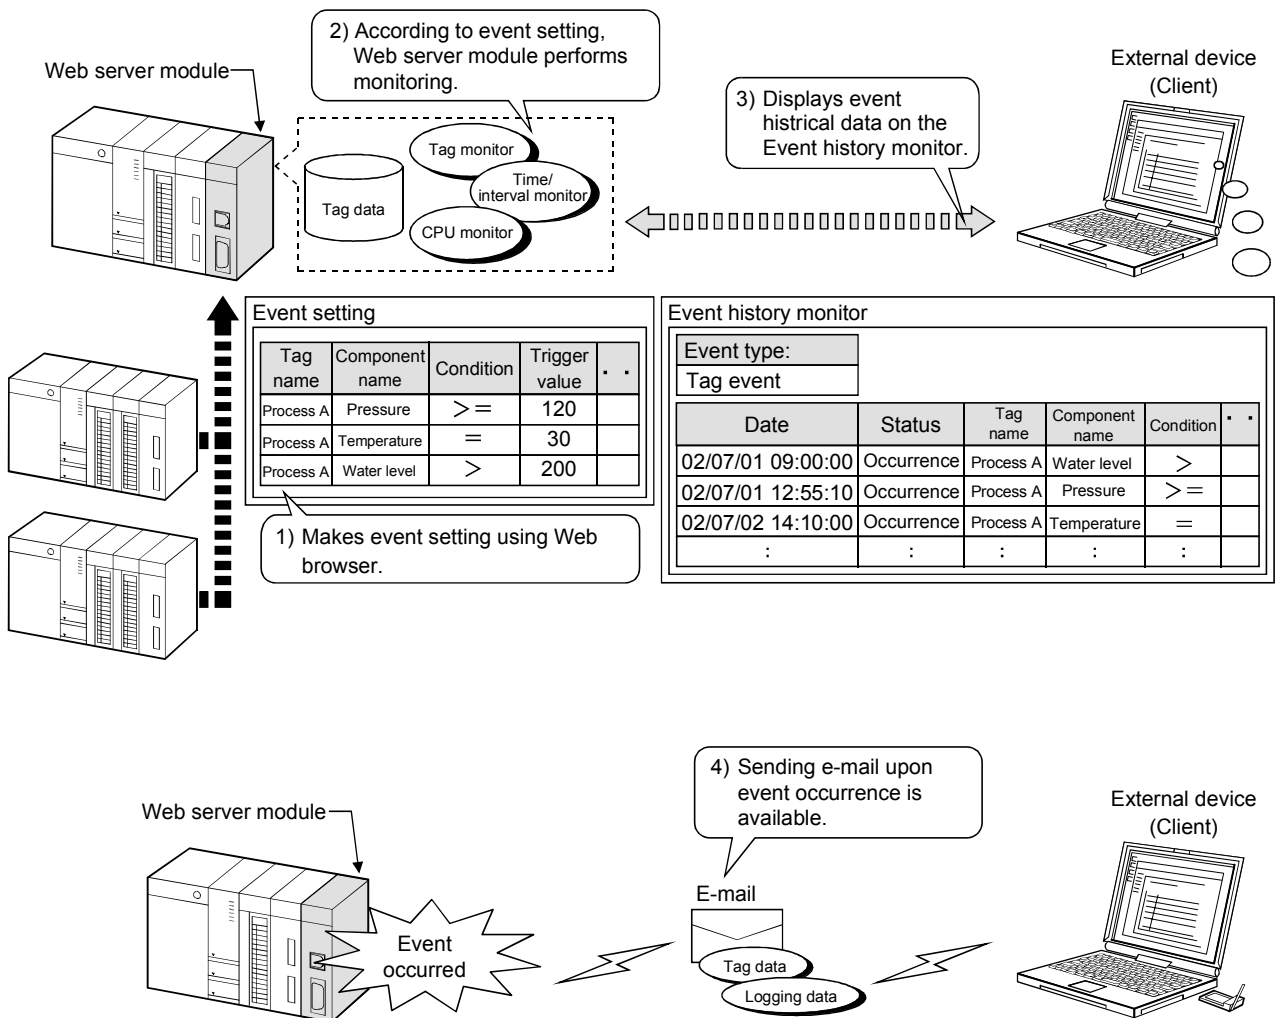 Web server module
2) According to event setting,
Web server module performs
monitoring.
External device
(Client)
3) Displays event
histrical data on the
Event history monitor.
Tag data
Tag monitor
Time/
interval monitor
CPU monitor
Event setting
Tag name Component name Condition Trigger value . .
Process A Pressure >= 120
Process A Temperature = 30
Process A Water level > 200
1) Makes event setting using Web
browser.
Event history monitor
Event type:
Tag event
Date Status Tag name Component name Condition . .
02/07/01 09:00:00 Occurrence Process A Water level >
02/07/01 12:55:10 Occurrence Process A Pressure >=
02/07/02 14:10:00 Occurrence Process A Temperature =
: : : : :
Web server module
Event
occurred
4) Sending e-mail upon
event occurrence is
available.
E-mail
Tag data
Logging data
External device
(Client)